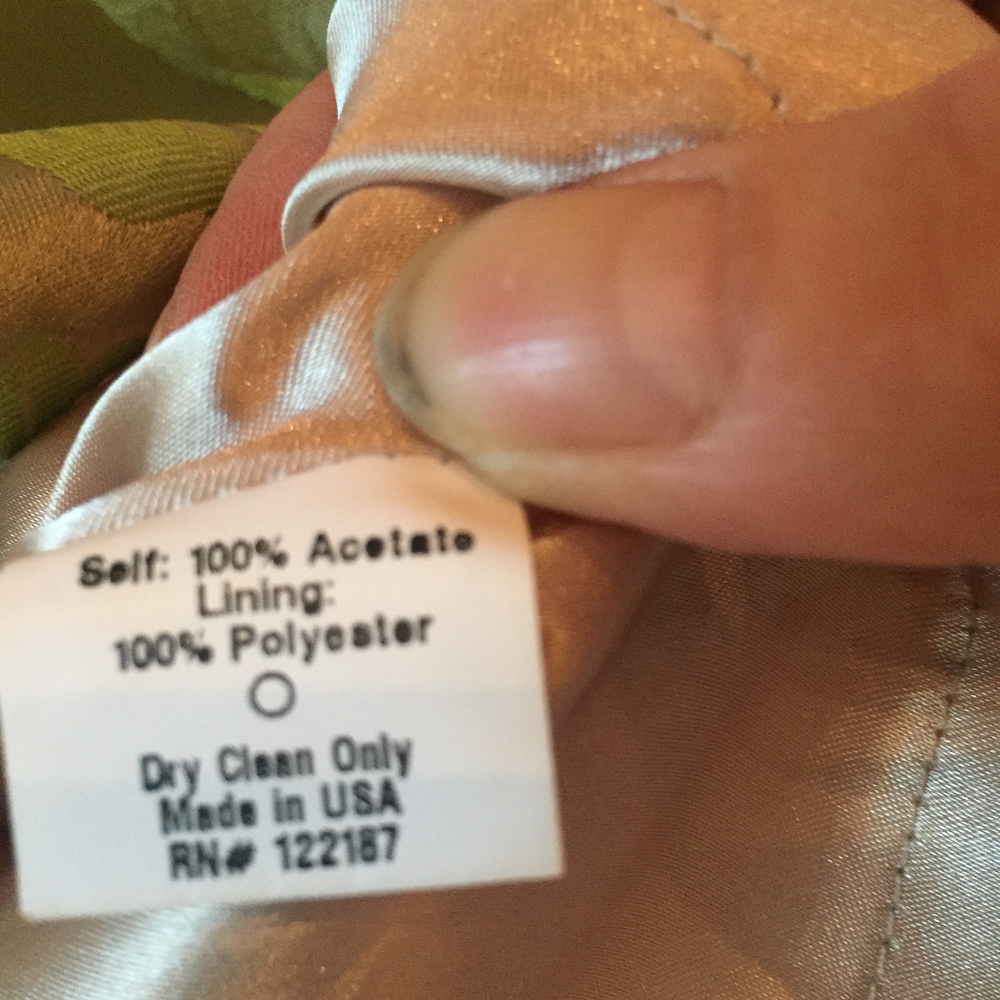 Self: 100% Acetate
Lining:
100% Polyester
Dry Clean Only
Made in USA
RN# 122187